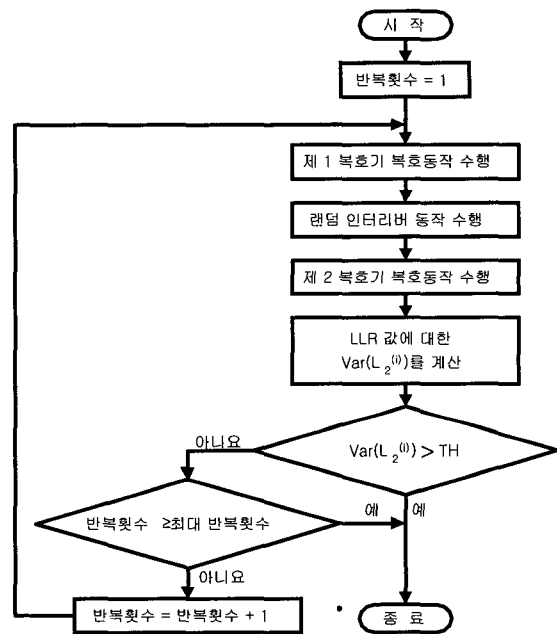 시 작
반복횟수 = 1
제 1 복호기 복호동작 수행
랜덤 인터리버 동작 수행
제 2 복호기 복호동작 수행
LLR 값에 대한
Var(L₂⁽ⁱ⁾)를 계산
아니요
Var(L₂⁽ⁱ⁾) > TH
반복횟수 ≥최대 반복횟수
예
예
아니요
반복횟수 = 반복횟수 + 1
종 료